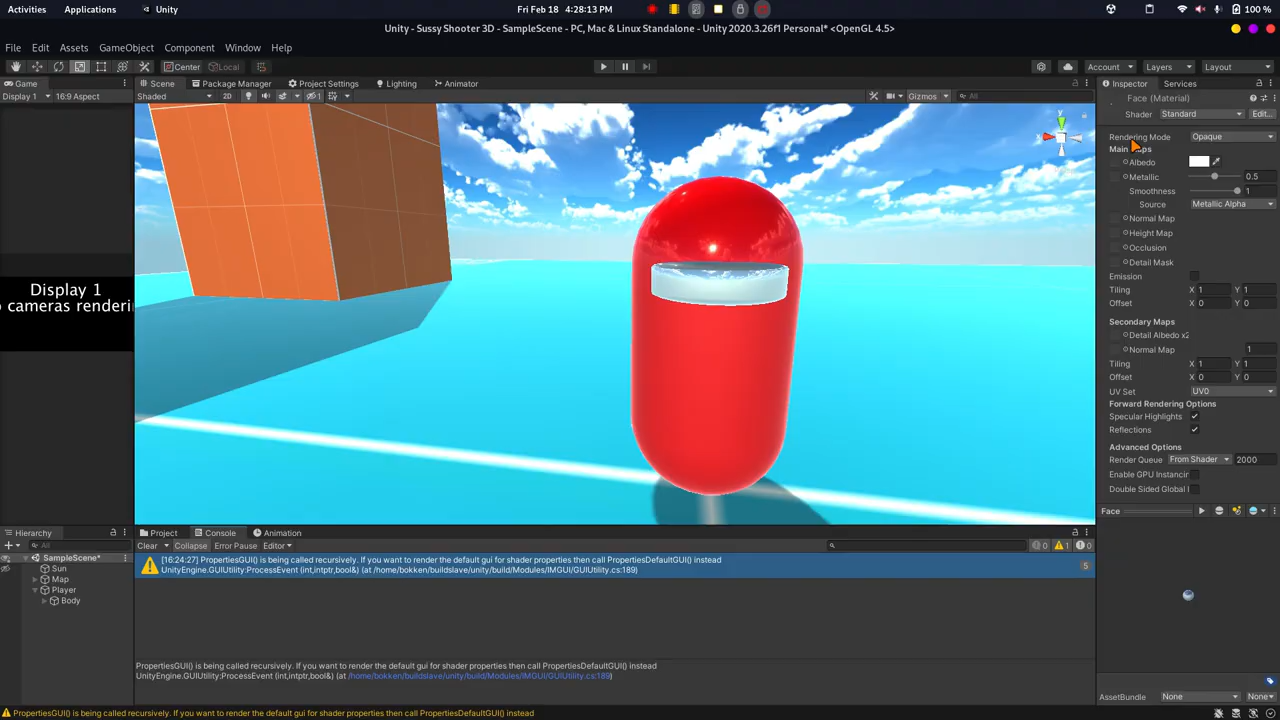 Activities Applications Unity Fri Feb 18 4:28:13 PM 100 %
Unity - Sussy Shooter 3D - SampleScene - PC, Mac & Linux Standalone - Unity 2020.3.26f1 Personal* <OpenGL 4.5>
File Edit Assets GameObject Component Window Help
Center Local Account Layers Layout
Game Scene Package Manager Project Settings Lighting Animator Inspector Services
Display 1 16:9 Aspect Shaded 2D 1 Gizmos All
Face (Material)
Shader Standard Edit...
Rendering Mode Opaque
Main Maps
Albedo
Metallic 0.5
Smoothness 1
Source Metallic Alpha
Normal Map
Height Map
Occlusion
Detail Mask
Emission
Tiling X 1 Y 1
Offset X 0 Y 0
Secondary Maps
Detail Albedo x2
Normal Map 1
Tiling X 1 Y 1
Offset X 0 Y 0
UV Set UV0
Forward Rendering Options
Specular Highlights
Reflections
Advanced Options
Render Queue From Shader 2000
Enable GPU Instancin
Double Sided Global I
Face
AssetBundle None None
y
Display 1
cameras renderin
Hierarchy
All
SampleScene*
Sun
Map
Player
Body
Project Console Animation
Clear Collapse Error Pause Editor 0 1 0
[16:24:27] PropertiesGUI() is being called recursively. If you want to render the default gui for shader properties then call PropertiesDefaultGUI() instead
UnityEngine.GUIUtility:ProcessEvent (int,intptr,bool&) (at /home/bokken/buildslave/unity/build/Modules/IMGUI/GUIUtility.cs:189)
5
PropertiesGUI() is being called recursively. If you want to render the default gui for shader properties then call PropertiesDefaultGUI() instead
UnityEngine.GUIUtility:ProcessEvent (int,intptr,bool&) (at /home/bokken/buildslave/unity/build/Modules/IMGUI/GUIUtility.cs:189)
PropertiesGUI() is being called recursively. If you want to render the default gui for shader properties then call PropertiesDefaultGUI() instead